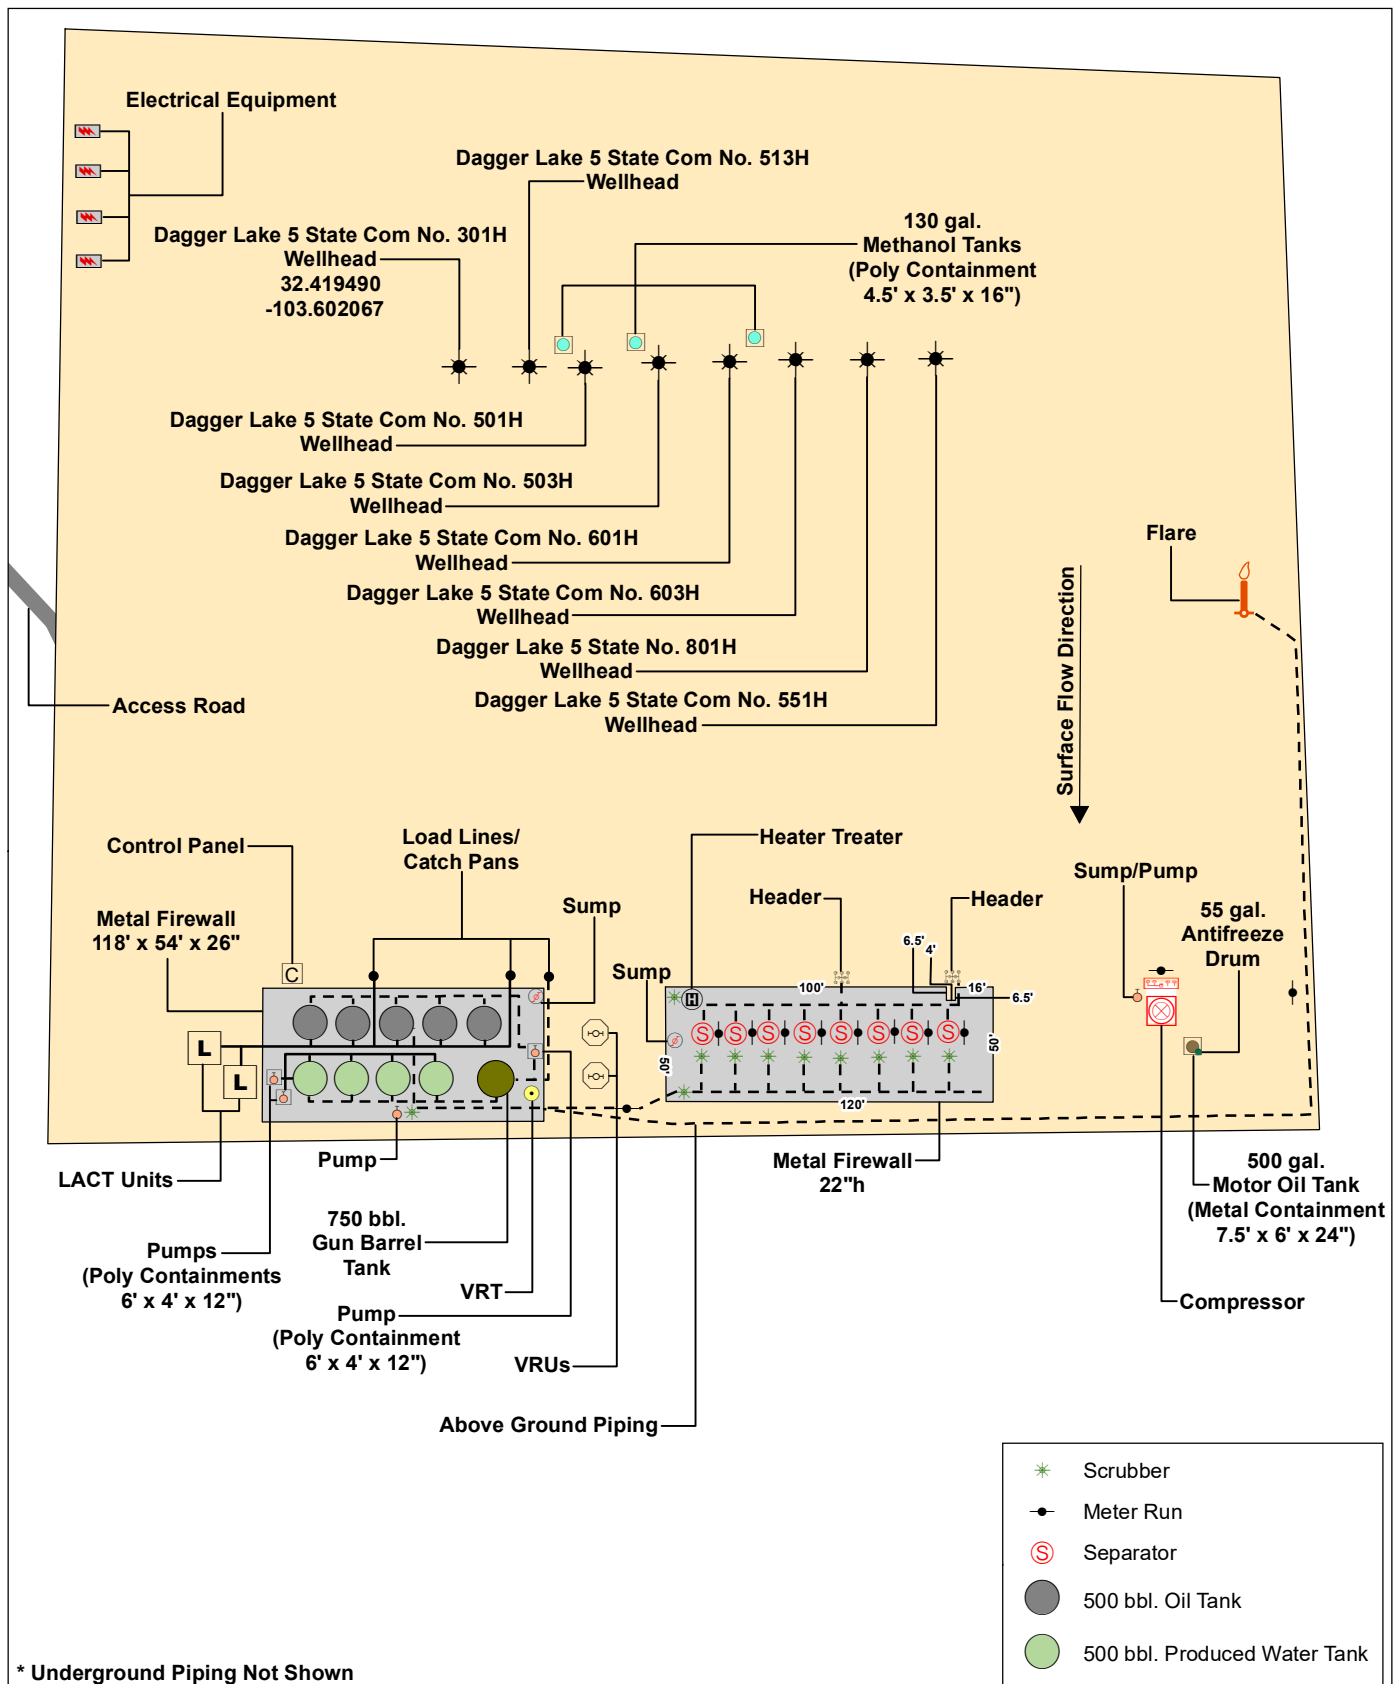 Electrical Equipment
Dagger Lake 5 State Com No. 513H
Wellhead
130 gal.
Methanol Tanks
(Poly Containment
4.5' x 3.5' x 16")
Dagger Lake 5 State Com No. 301H
Wellhead
32.419490
-103.602067
Dagger Lake 5 State Com No. 501H
Wellhead
Dagger Lake 5 State Com No. 503H
Wellhead
Dagger Lake 5 State Com No. 601H
Wellhead
Dagger Lake 5 State Com No. 603H
Wellhead
Dagger Lake 5 State No. 801H
Wellhead
Dagger Lake 5 State Com No. 551H
Wellhead
Flare
Surface Flow Direction
Access Road
Control Panel
Load Lines/
Catch Pans
Heater Treater
Sump/Pump
Metal Firewall
118' x 54' x 26"
Sump
Header
Header
55 gal.
Antifreeze
Drum
Sump
6.5'
4'
100'
16'
6.5'
50'
50'
120'
C
H
L
L
S S S S S S S S
LACT Units
Pump
Metal Firewall
22"h
500 gal.
Motor Oil Tank
(Metal Containment
7.5' x 6' x 24")
Pumps
(Poly Containments
6' x 4' x 12")
750 bbl.
Gun Barrel
Tank
VRT
Pump
(Poly Containment
6' x 4' x 12")
VRUs
Compressor
Above Ground Piping
Scrubber
Meter Run
S Separator
500 bbl. Oil Tank
500 bbl. Produced Water Tank
* Underground Piping Not Shown